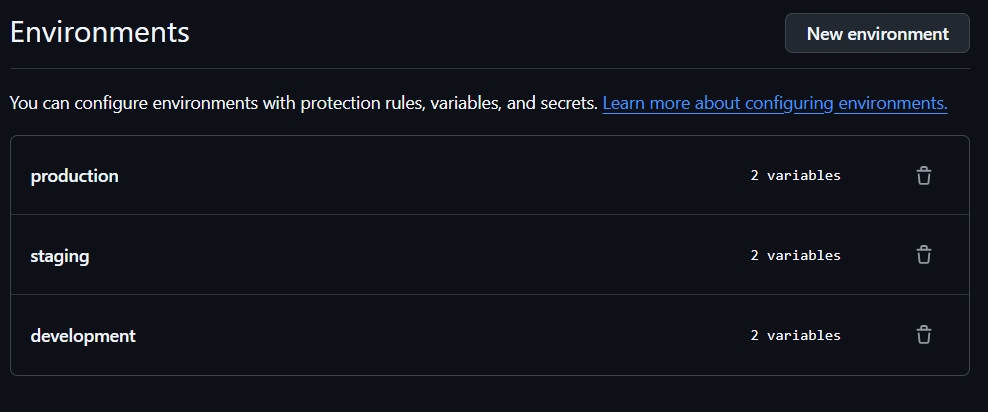 Environments
New environment
You can configure environments with protection rules, variables, and secrets. Learn more about configuring environments.
production 2 variables
staging 2 variables
development 2 variables